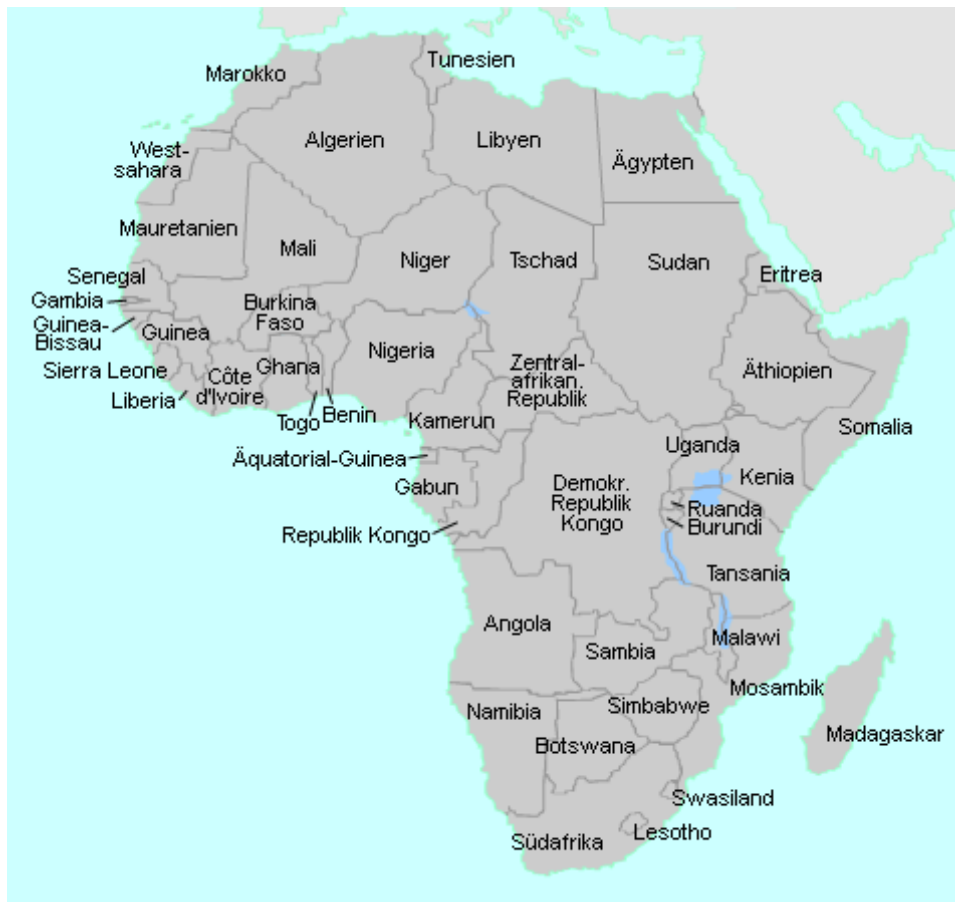 Tunesien
Marokko
Algerien
Libyen
Ägypten
West-
sahara
Mauretanien
Mali
Niger
Tschad
Sudan
Eritrea
Senegal
Gambia
Guinea-
Bissau
Guinea
Burkina
Faso
Sierra Leone
Liberia
Côte
d'Ivoire
Ghana
Togo
Benin
Nigeria
Kamerun
Zentral-
afrikan.
Republik
Äthiopien
Somalia
Äquatorial-Guinea
Gabun
Republik Kongo
Demokr.
Republik
Kongo
Uganda
Kenia
Ruanda
Burundi
Tansania
Angola
Sambia
Malawi
Mosambik
Madagaskar
Namibia
Simbabwe
Botswana
Swasiland
Lesotho
Südafrika